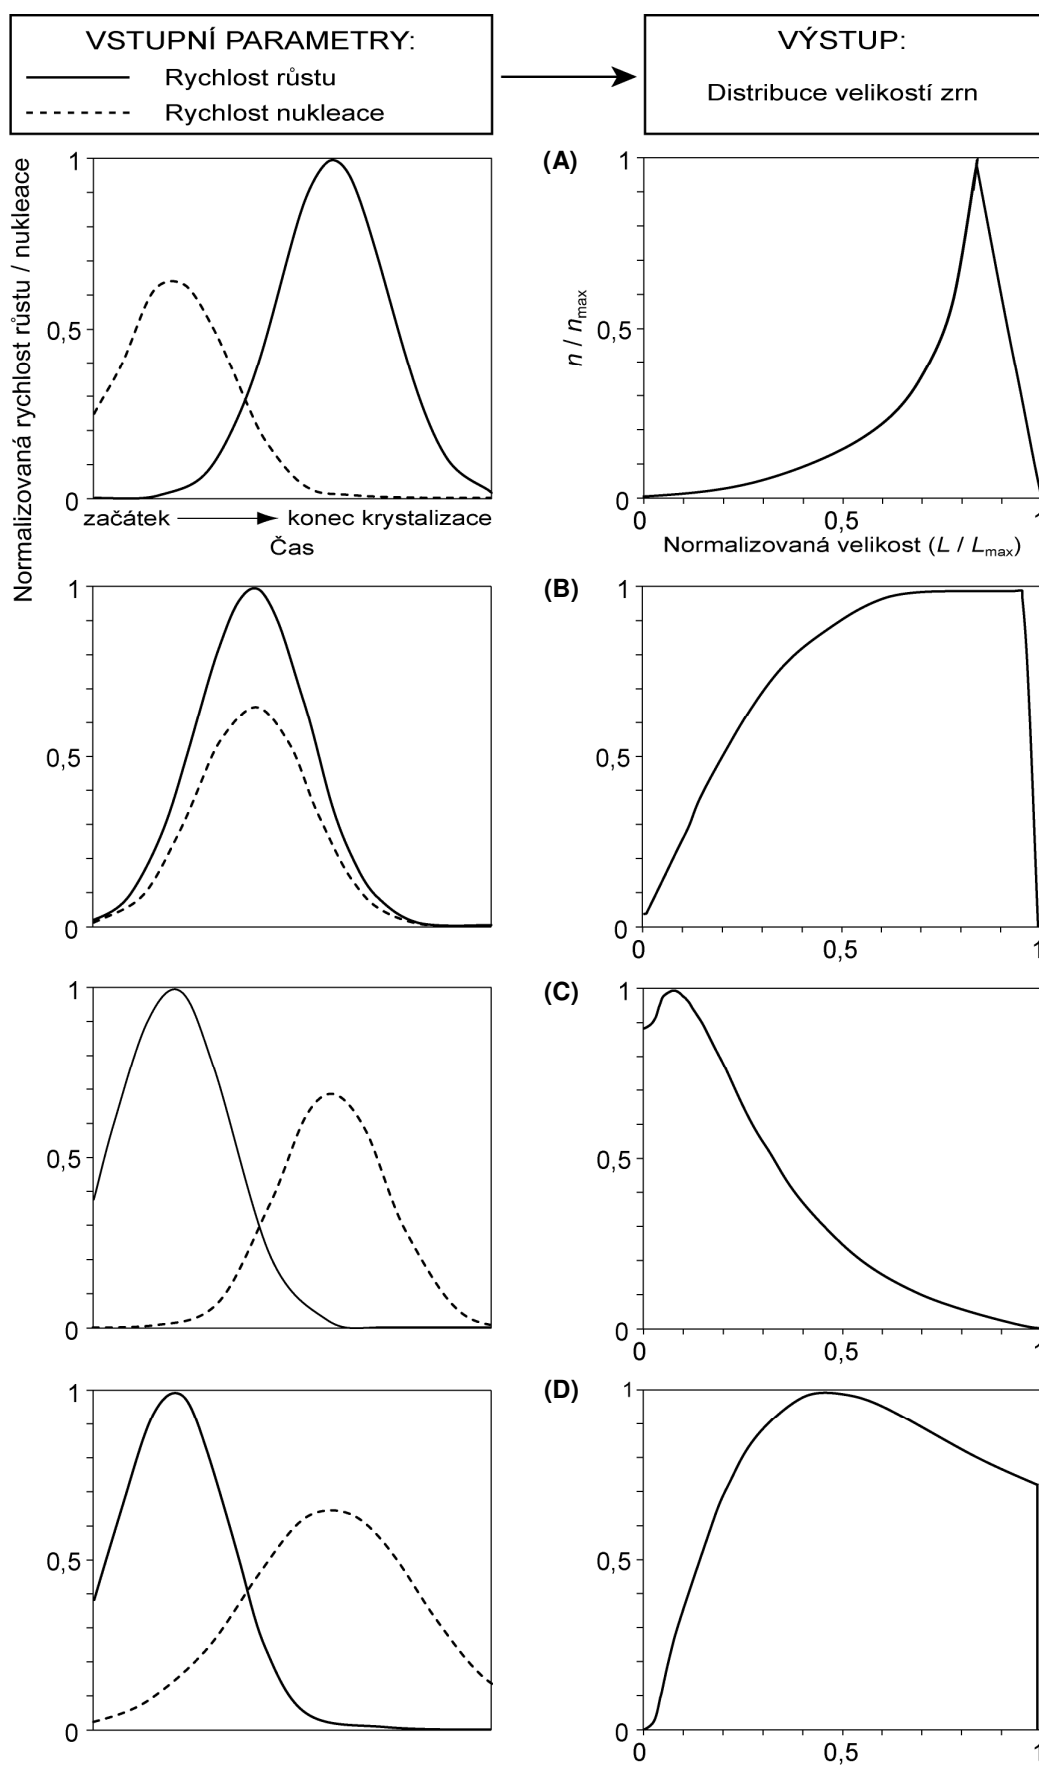 VSTUPNÍ PARAMETRY:
Rychlost růstu
Rychlost nukleace
VÝSTUP:
Distribuce velikostí zrn
Normalizovaná rychlost růstu / nukleace
1
0,5
0
začátek
konec krystalizace
Čas
(A)
n / nmax
1
0,5
0
0
0,5
1
Normalizovaná velikost (L / Lmax)
1
0,5
0
(B)
1
0,5
0
0
0,5
1
1
0,5
0
(C)
1
0,5
0
0
0,5
1
1
0,5
0
(D)
1
0,5
0
0
0,5
1